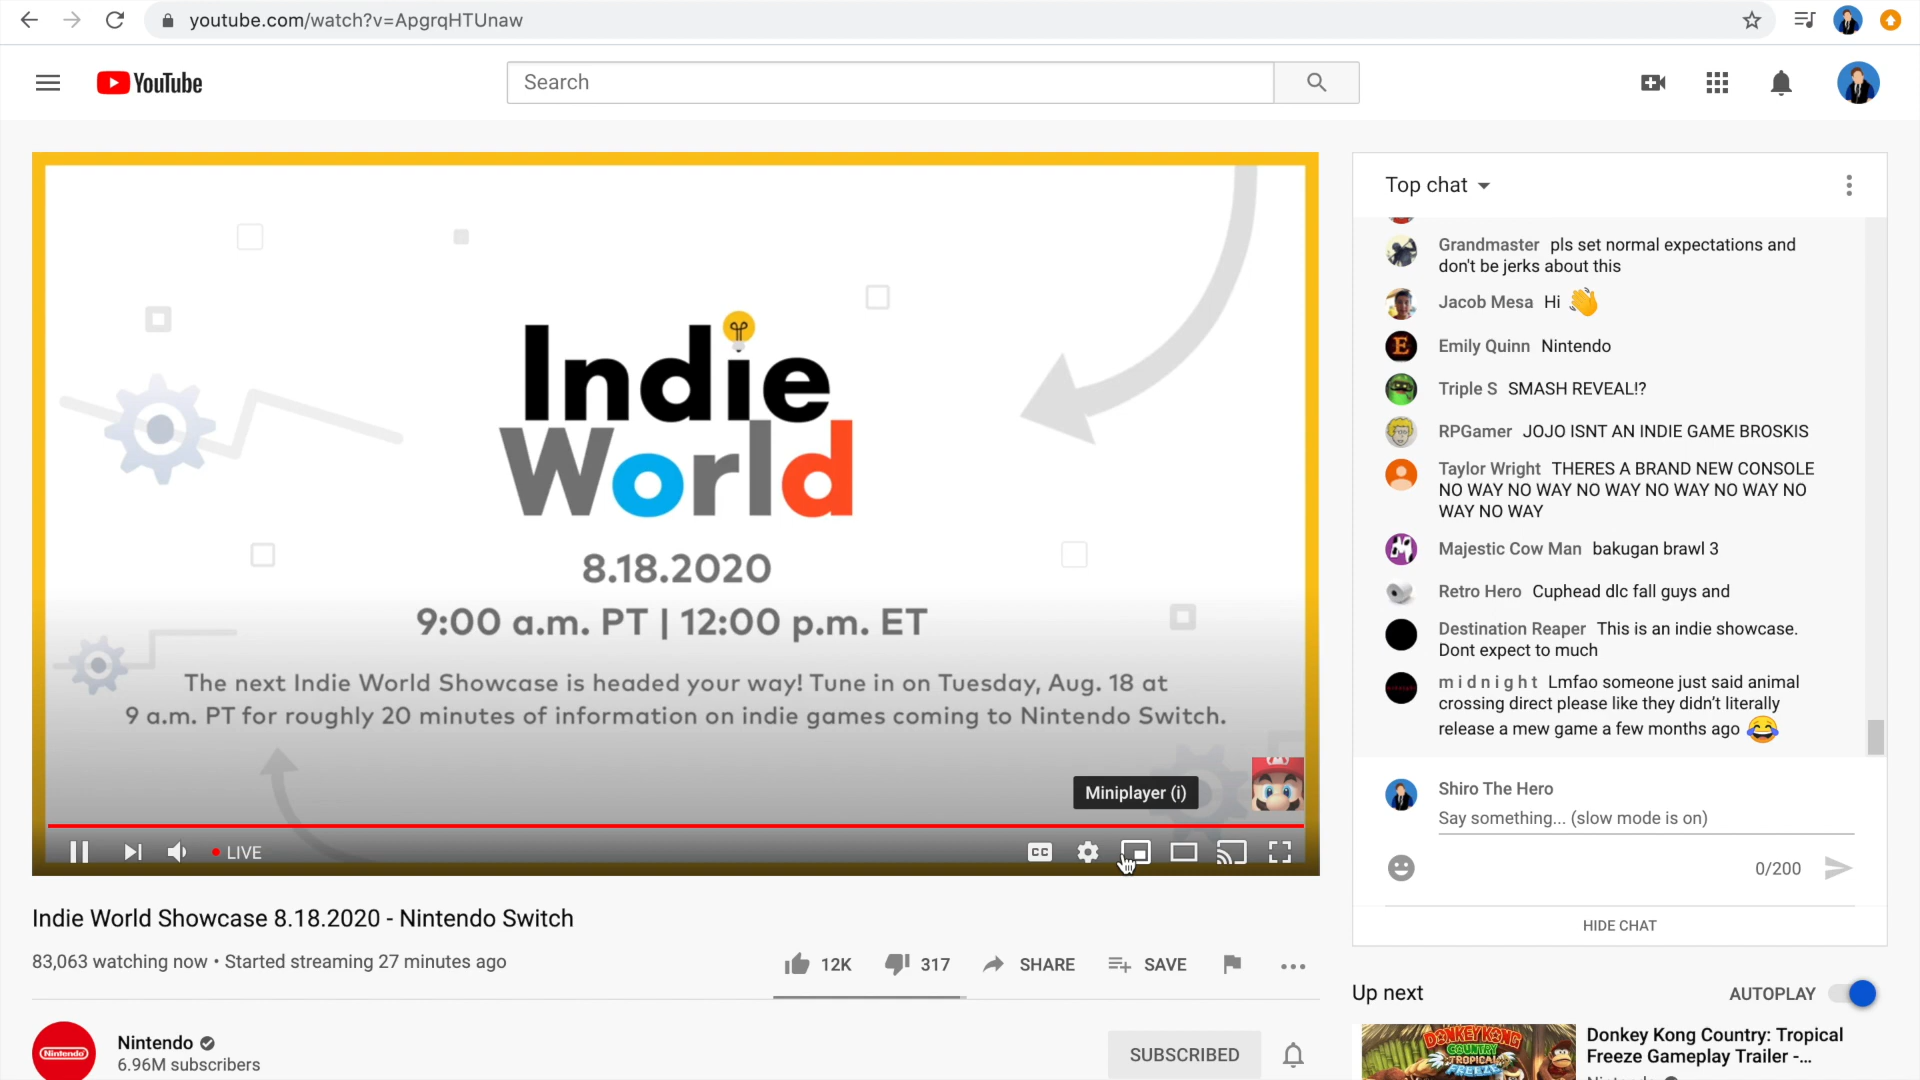 youtube.com/watch?v=ApgrqHTUnaw
YouTube
Search
Indie
World
8.18.2020
9:00 a.m. PT | 12:00 p.m. ET
The next Indie World Showcase is headed your way! Tune in on Tuesday, Aug. 18 at
9 a.m. PT for roughly 20 minutes of information on indie games coming to Nintendo Switch.
Miniplayer (i)
LIVE
CC
Indie World Showcase 8.18.2020 - Nintendo Switch
83,063 watching now • Started streaming 27 minutes ago
12K
317
SHARE
SAVE
Nintendo
Nintendo
6.96M subscribers
SUBSCRIBED
Top chat
Grandmaster pls set normal expectations and
don't be jerks about this
Jacob Mesa Hi 👋
E
Emily Quinn Nintendo
Triple S SMASH REVEAL!?
RPGamer JOJO ISNT AN INDIE GAME BROSKIS
Taylor Wright THERES A BRAND NEW CONSOLE
NO WAY NO WAY NO WAY NO WAY NO WAY NO
WAY NO WAY
Majestic Cow Man bakugan brawl 3
Retro Hero Cuphead dlc fall guys and
Destination Reaper This is an indie showcase.
Dont expect to much
m i d n i g h t Lmfao someone just said animal
crossing direct please like they didn't literally
release a mew game a few months ago 😂
Shiro The Hero
Say something... (slow mode is on)
0/200
HIDE CHAT
Up next
AUTOPLAY
DONKEY KONG
COUNTRY
TROPICAL
FREEZE
Donkey Kong Country: Tropical
Freeze Gameplay Trailer -...